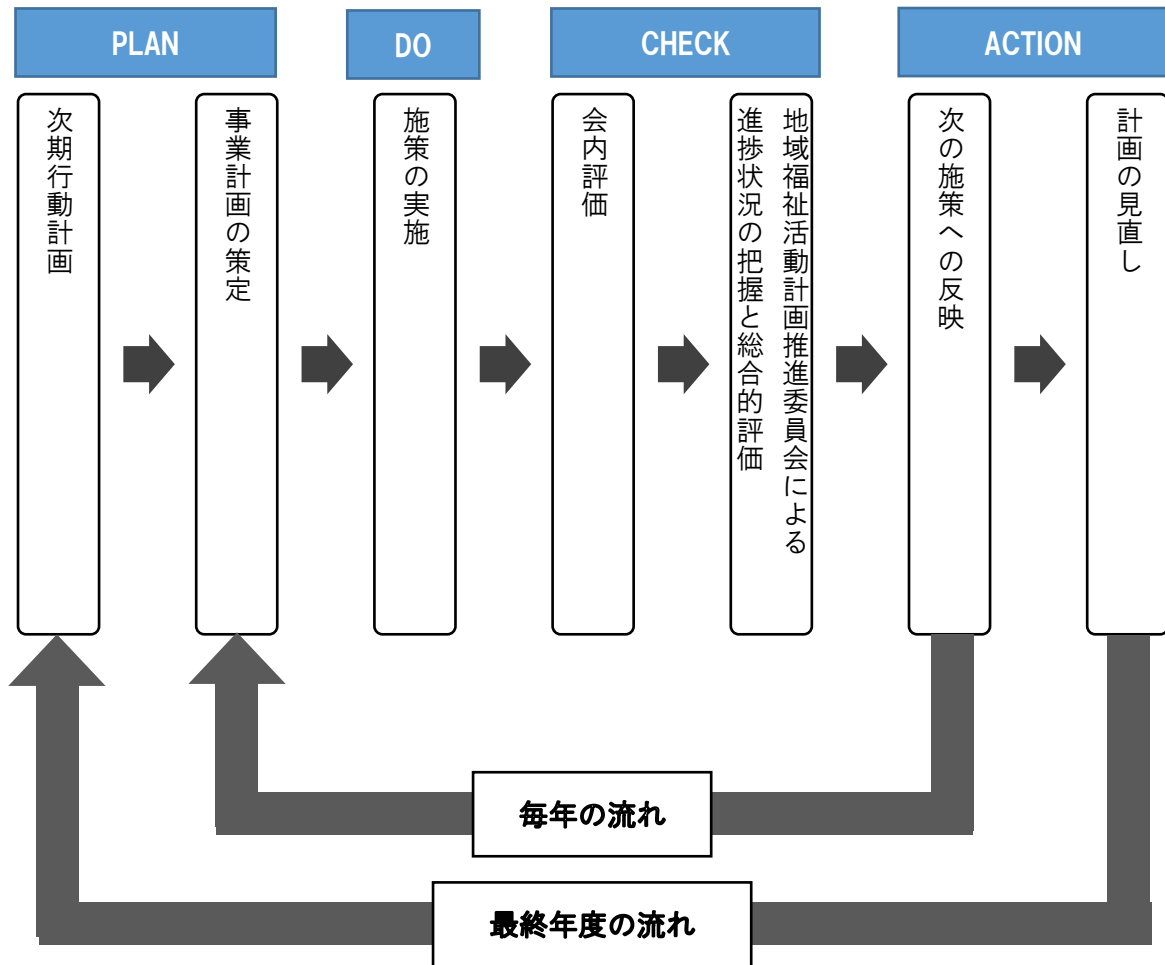 PLAN
DO
CHECK
ACTION
次期行動計画
事業計画の策定
施策の実施
会内評価
地域福祉活動計画推進委員会による
進捗状況の把握と総合的評価
次の施策への反映
計画の見直し
毎年の流れ
最終年度の流れ